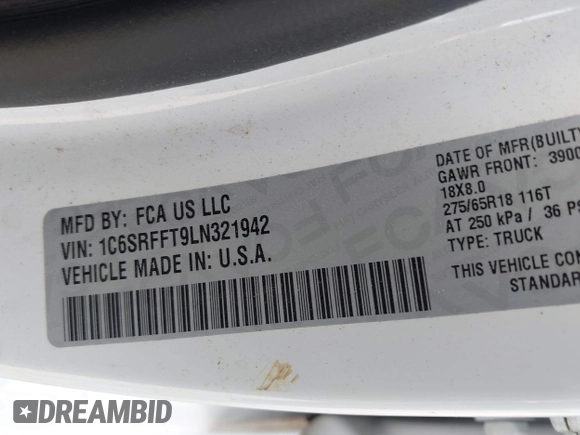 MFD BY: FCA US LLC
VIN: 1C6SRFFT9LN321942
VEHICLE MADE IN: U.S.A.
DATE OF MFR(BUILT)
GAWR FRONT: 3900
18X8.0
275/65R18 116T
AT 250 kPa / 36 PS
TYPE: TRUCK
THIS VEHICLE CON
STANDAR
DREAMBID